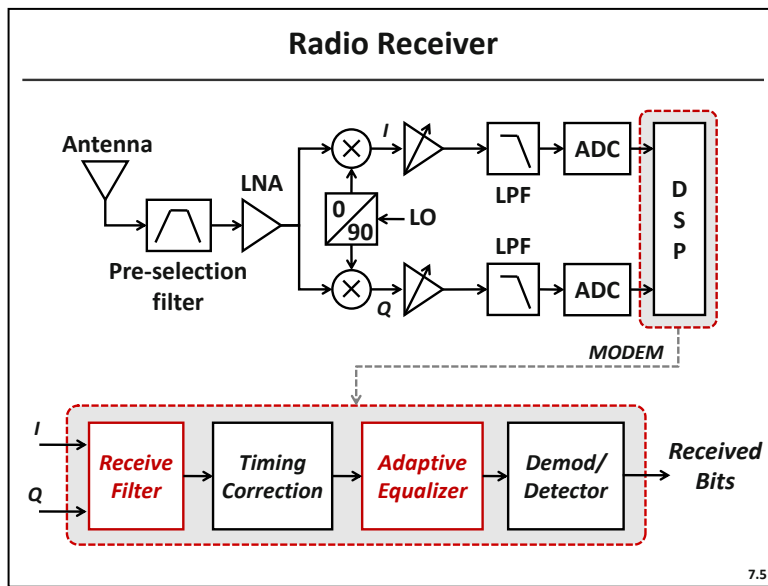 Radio Receiver
Antenna
LNA
I
LPF
ADC
0
90
LO
Pre-selection
filter
Q
LPF
ADC
D
S
P
MODEM
I
Q
Receive
Filter
Timing
Correction
Adaptive
Equalizer
Demod/
Detector
Received
Bits
7.5